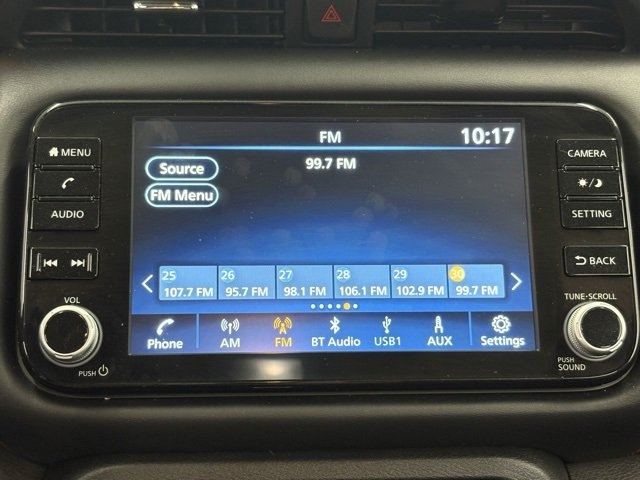 FM
10:17
99.7 FM
Source
FM Menu
25 26 27 28 29 30
107.7 FM 95.7 FM 98.1 FM 106.1 FM 102.9 FM 99.7 FM
Phone AM FM BT Audio USB1 AUX Settings
MENU
AUDIO
VOL
PUSH
CAMERA
SETTING
BACK
TUNE·SCROLL
PUSH
SOUND